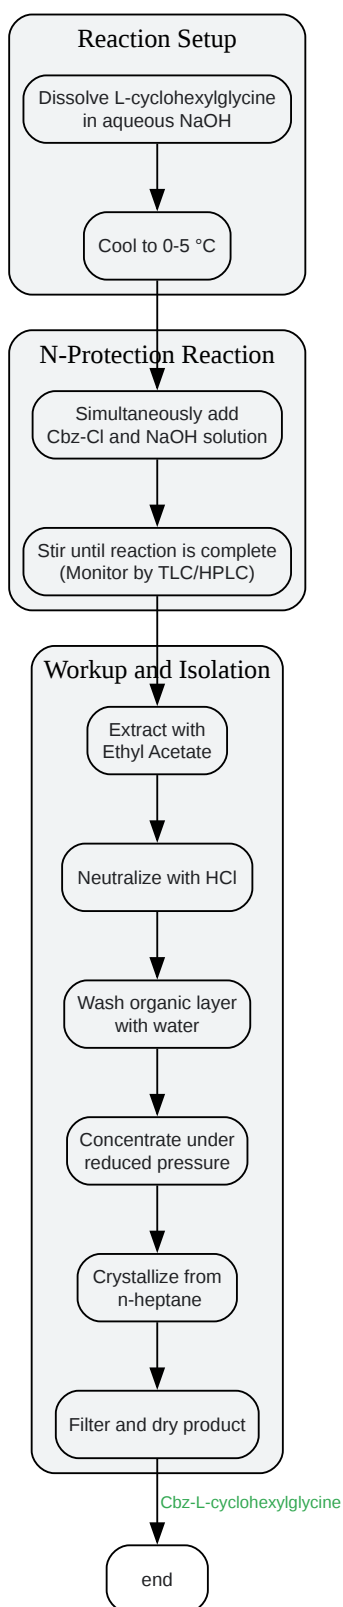 Reaction Setup
Dissolve L-cyclohexylglycine
in aqueous NaOH
Cool to 0-5 °C
N-Protection Reaction
Simultaneously add
Cbz-Cl and NaOH solution
Stir until reaction is complete
(Monitor by TLC/HPLC)
Workup and Isolation
Extract with
Ethyl Acetate
Neutralize with HCl
Wash organic layer
with water
Concentrate under
reduced pressure
Crystallize from
n-heptane
Filter and dry product
Cbz-L-cyclohexylglycine
end